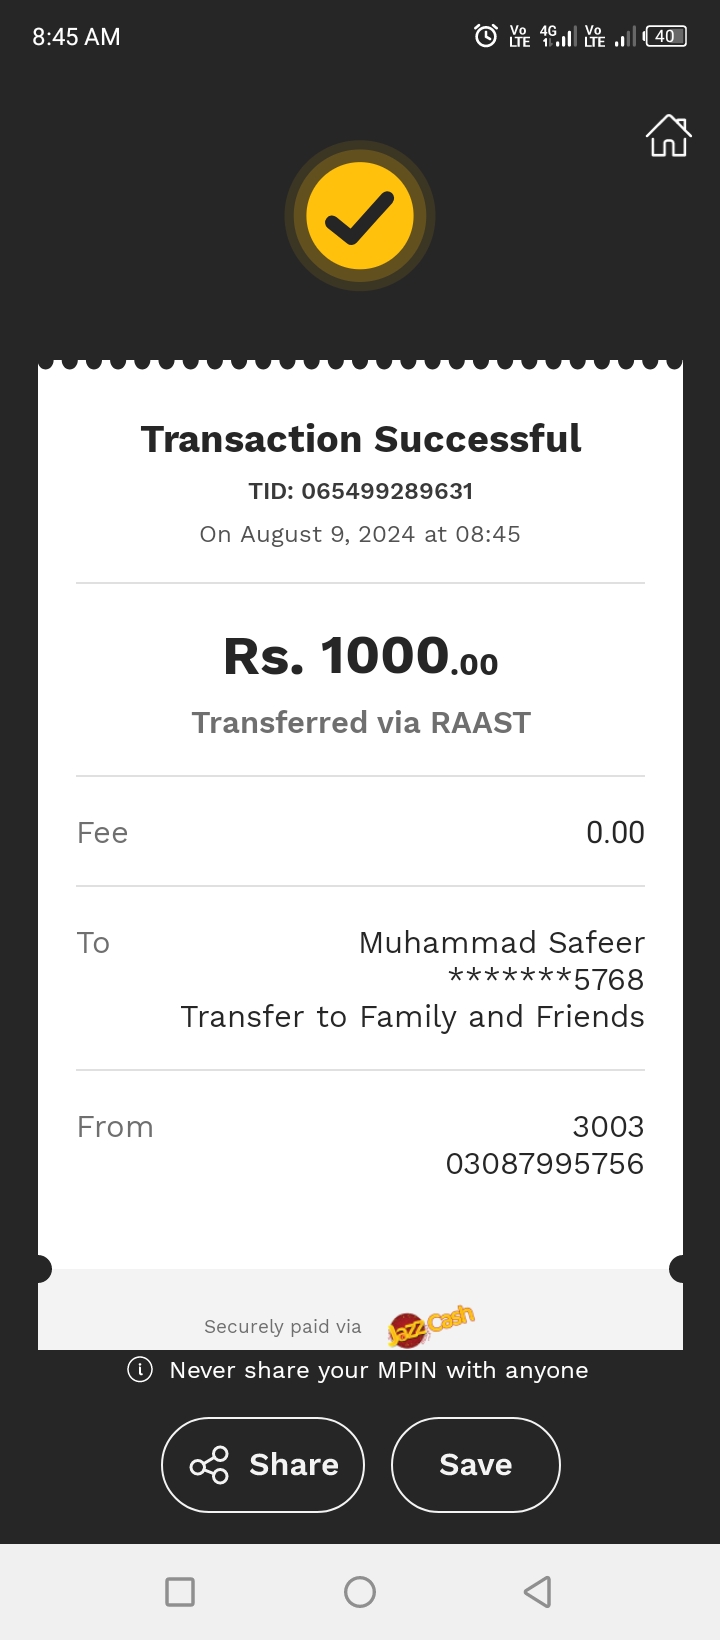 8:45 AM
Vo LTE 4G Vo LTE 40
Transaction Successful
TID: 065499289631
On August 9, 2024 at 08:45
Rs. 1000.00
Transferred via RAAST
Fee 0.00
To Muhammad Safeer
*******5768
Transfer to Family and Friends
From 3003
03087995756
Securely paid via JazzCash
Never share your MPIN with anyone
Share Save